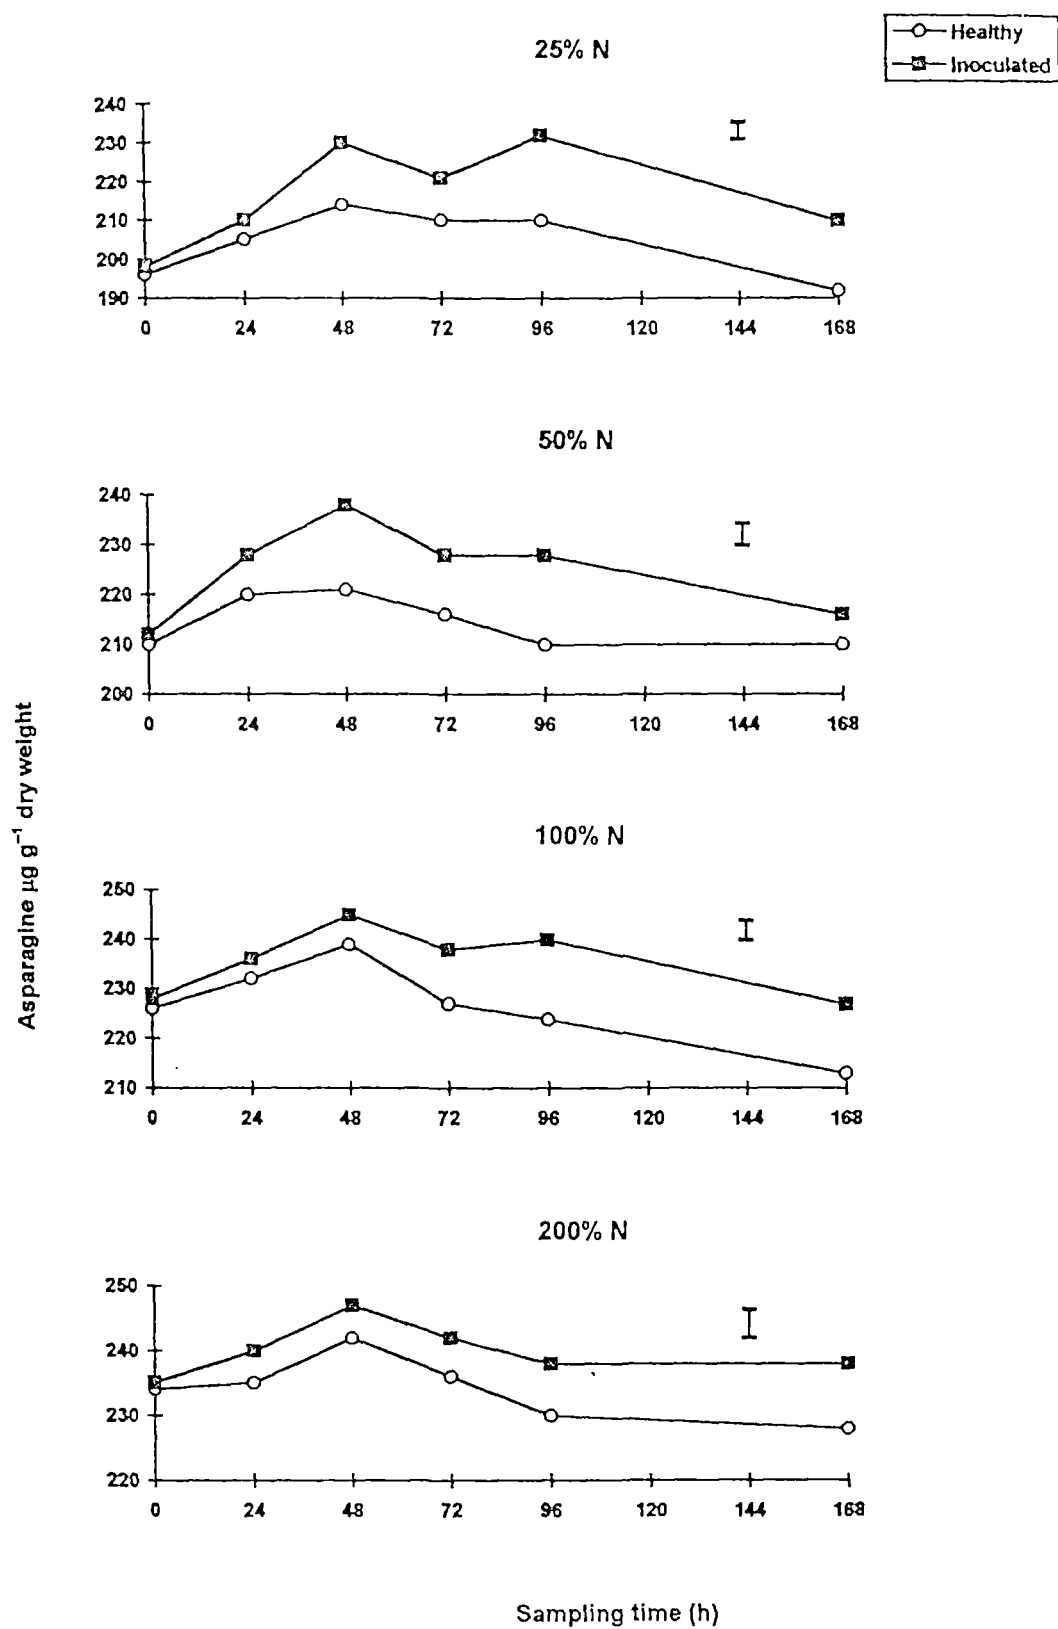 25% N
Healthy
Inoculated
240
230
220
210
200
190
0 24 48 72 96 120 144 168
50% N
240
230
220
210
200
0 24 48 72 96 120 144 168
Asparagine µg g⁻¹ dry weight
100% N
250
240
230
220
210
0 24 48 72 96 120 144 168
200% N
250
240
230
220
0 24 48 72 96 120 144 168
Sampling time (h)